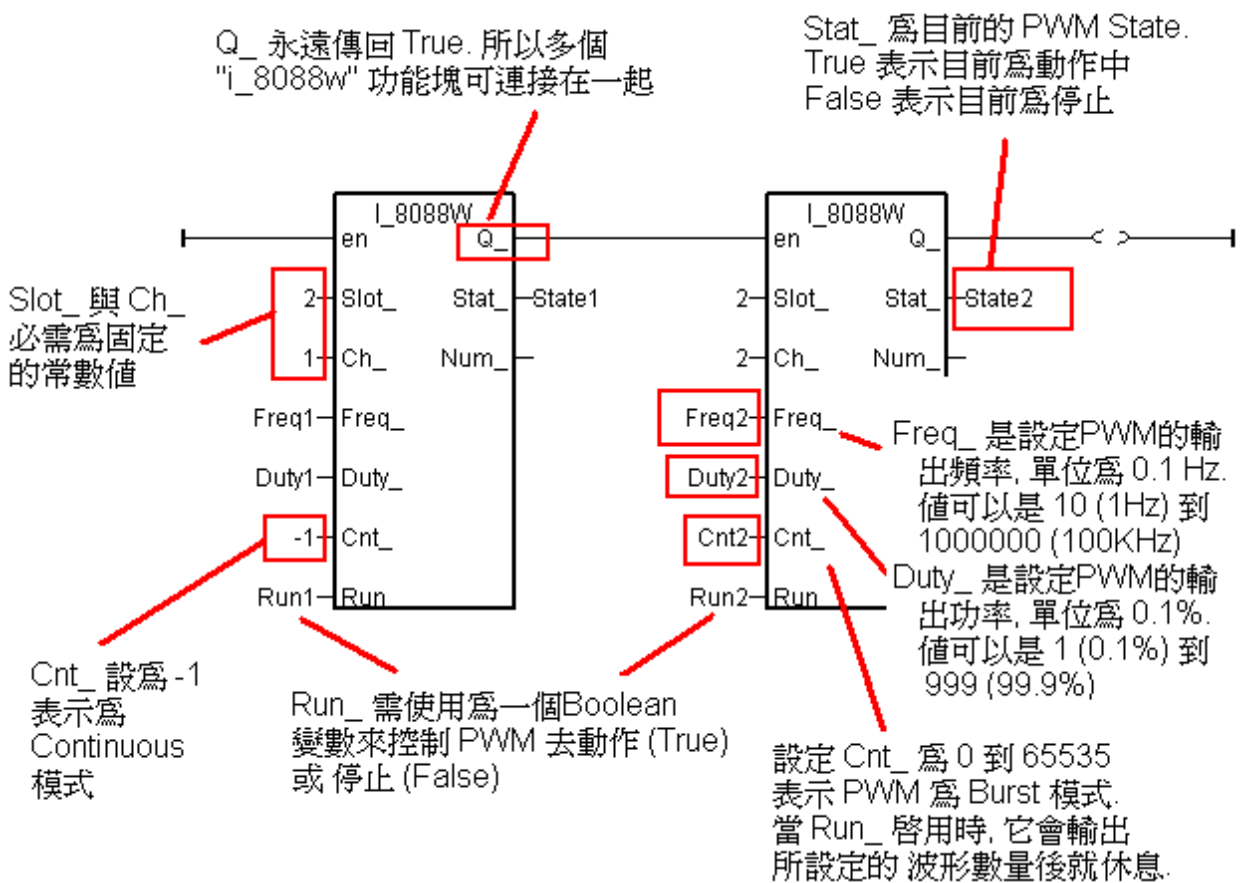 Q_ 永遠傳回 True. 所以多個
"i_8088w" 功能塊可連接在一起
Stat_ 爲目前的 PWM State.
True 表示目前爲動作中
False 表示目前爲停止
I_8088W
en
Q_
2
Slot_
Stat_
State1
1
Ch_
Num_
Freq1
Freq_
Duty1
Duty_
-1
Cnt_
Run1
Run
I_8088W
en
Q_
2
Slot_
Stat_
State2
2
Ch_
Num_
Freq2
Freq_
Duty2
Duty_
Cnt2
Cnt_
Run2
Run
Slot_ 與 Ch_
必需爲固定
的常數值
Freq_ 是設定PWM的輸
出頻率, 單位爲 0.1 Hz.
值可以是 10 (1Hz) 到
1000000 (100KHz)
Duty_ 是設定PWM的輸
出功率, 單位爲 0.1%.
值可以是 1 (0.1%) 到
999 (99.9%)
Cnt_ 設爲 -1
表示爲
Continuous
模式
Run_ 需使用爲一個Boolean
變數來控制 PWM 去動作 (True)
或 停止 (False)
設定 Cnt_ 爲 0 到 65535
表示 PWM 爲 Burst 模式.
當 Run_ 啓用時, 它會輸出
所設定的 波形數量後就休息.